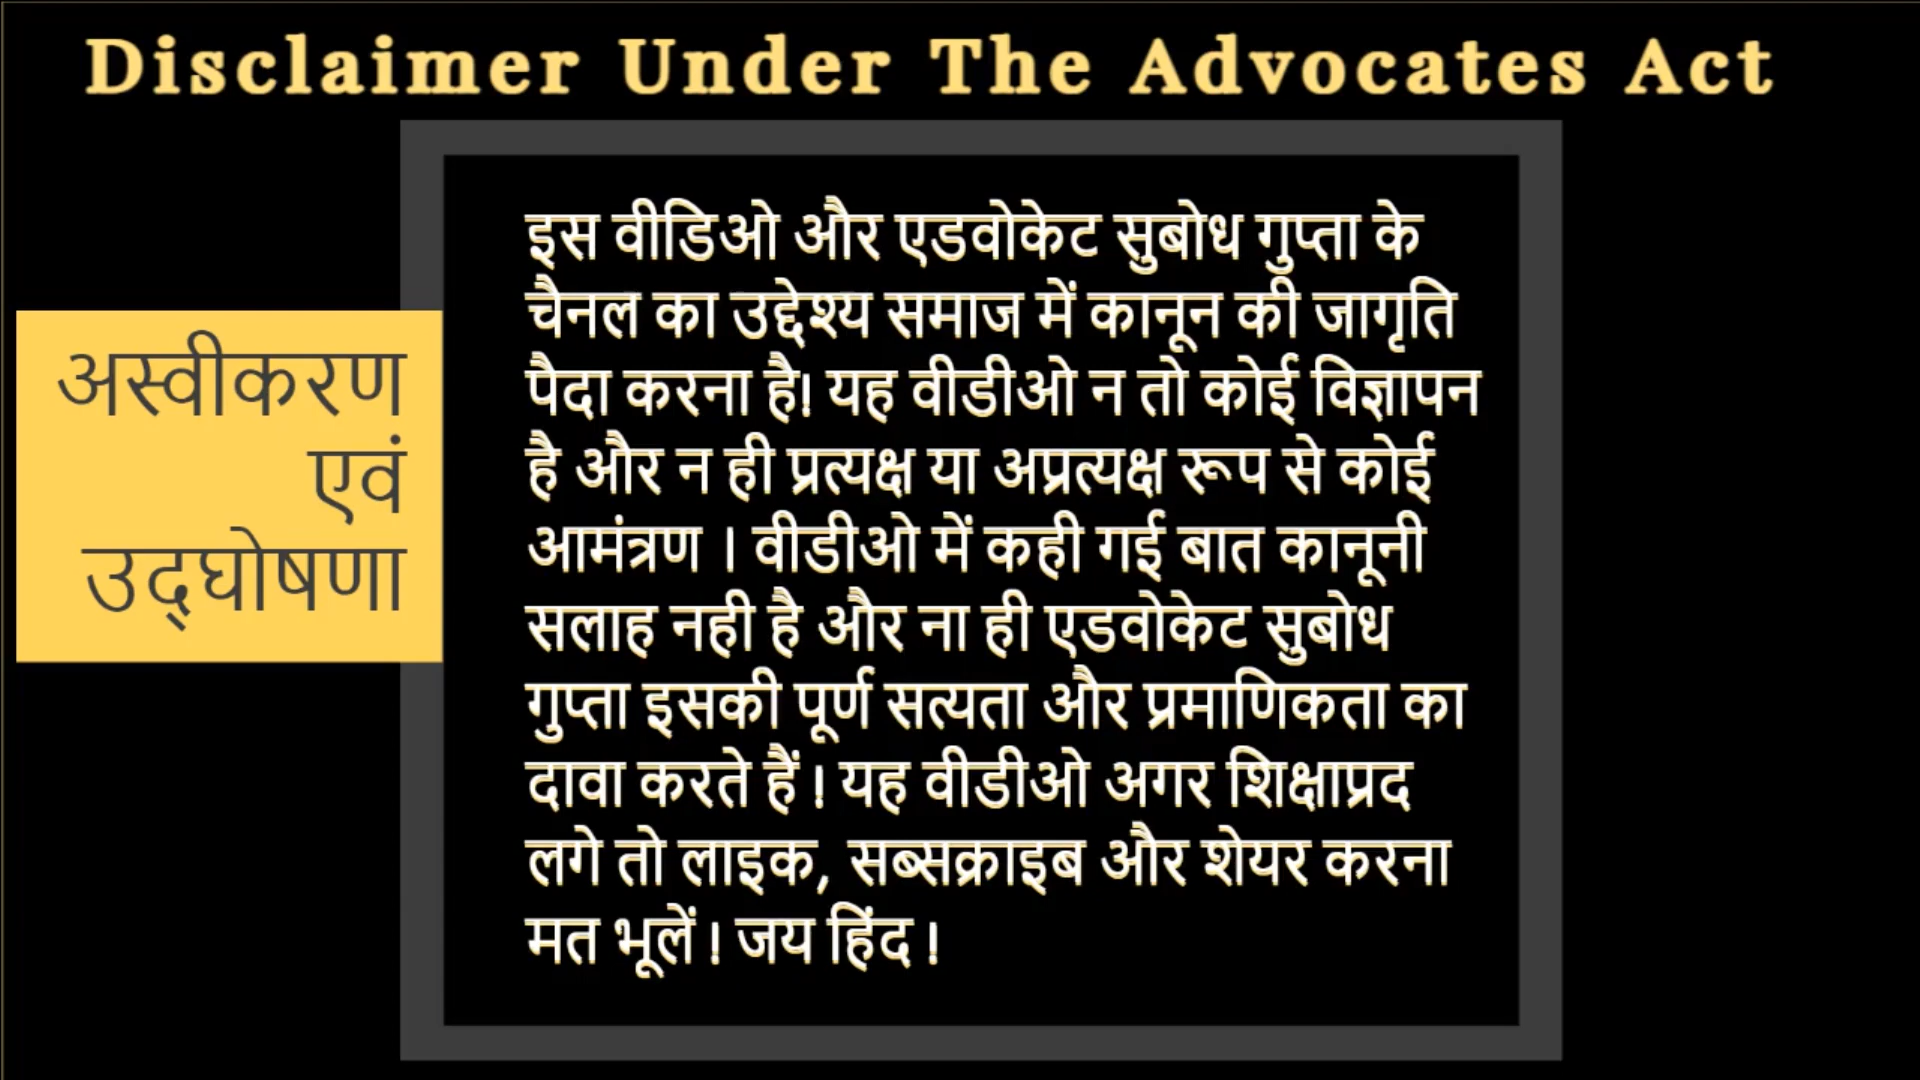 Disclaimer Under The Advocates Act
अस्वीकरण
एवं
उद्घोषणा
इस वीडिओ और एडवोकेट सुबोध गुप्ता के
चैनल का उद्देश्य समाज में कानून की जागृति
पैदा करना है! यह वीडीओ न तो कोई विज्ञापन
है और न ही प्रत्यक्ष या अप्रत्यक्ष रूप से कोई
आमंत्रण । वीडीओ में कही गई बात कानूनी
सलाह नही है और ना ही एडवोकेट सुबोध
गुप्ता इसकी पूर्ण सत्यता और प्रमाणिकता का
दावा करते हैं ! यह वीडीओ अगर शिक्षाप्रद
लगे तो लाइक, सब्सक्राइब और शेयर करना
मत भूलें ! जय हिंद !